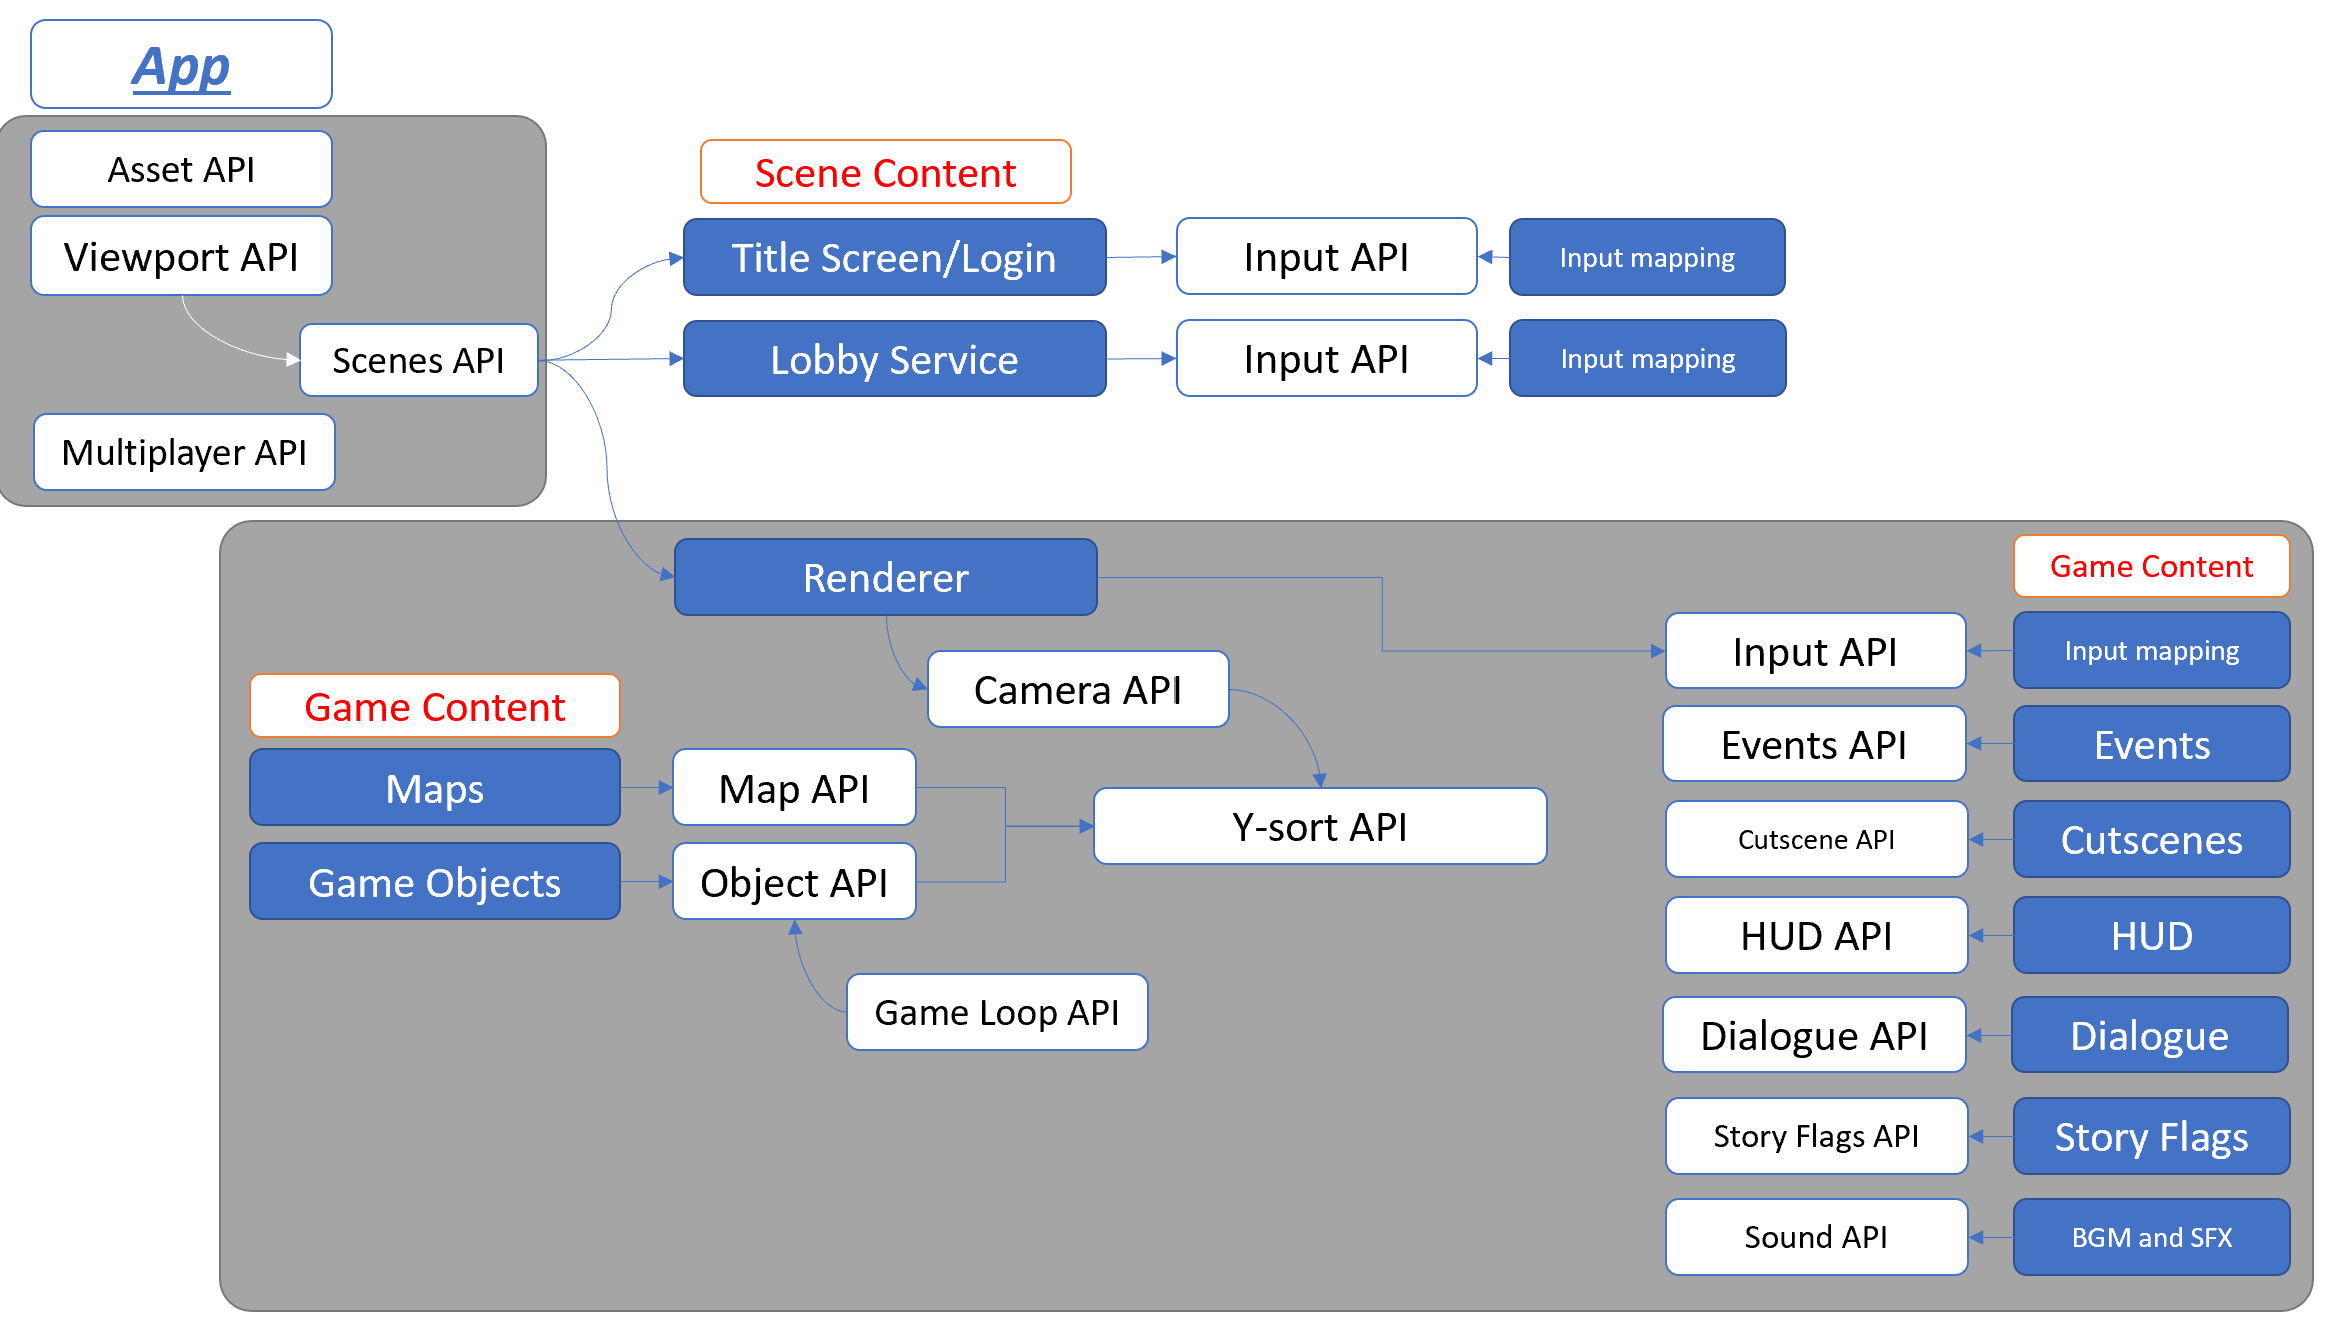 App
Asset API
Viewport API
Scenes API
Multiplayer API
Scene Content
Title Screen/Login
Input API
Input mapping
Lobby Service
Input API
Input mapping
Renderer
Camera API
Game Content
Maps
Map API
Game Objects
Object API
Y-sort API
Game Loop API
Game Content
Input API
Input mapping
Events API
Events
Cutscene API
Cutscenes
HUD API
HUD
Dialogue API
Dialogue
Story Flags API
Story Flags
Sound API
BGM and SFX